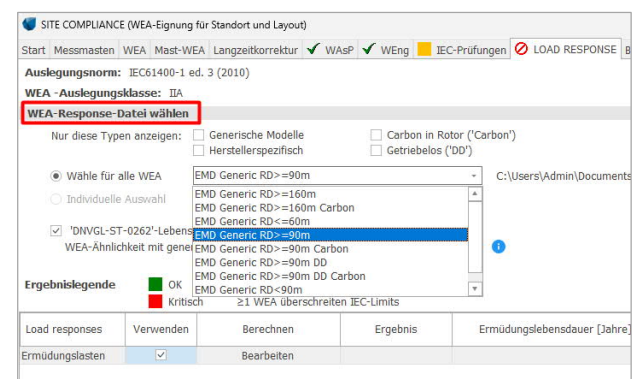 SITE COMPLIANCE (WEA-Eignung für Standort und Layout)
Start Messmasten WEA Mast-WEA Langzeitkorrektur WAsP WEng IEC-Prüfungen LOAD RESPONSE B
Auslegungsnorm: IEC61400-1 ed. 3 (2010)
WEA -Auslegungsklasse: IIA
WEA-Response-Datei wählen
Nur diese Typen anzeigen: Generische Modelle Carbon in Rotor ('Carbon')
Herstellerspezifisch Getriebelos ('DD')
Wähle für alle WEA EMD Generic RD>=90m C:\Users\Admin\Documents
Individuelle Auswahl
EMD Generic RD>=160m
EMD Generic RD>=160m Carbon
EMD Generic RD<=60m
EMD Generic RD>=90m
EMD Generic RD>=90m Carbon
EMD Generic RD>=90m DD
EMD Generic RD>=90m DD Carbon
EMD Generic RD<90m
'DNVGL-ST-0262'-Lebens
WEA-Ähnlichkeit mit gene
Ergebnislegende OK
Kritisch ≥1 WEA überschreiten IEC-Limits
Load responses Verwenden Berechnen Ergebnis Ermüdungslebensdauer [Jahre]
Ermüdungslasten Bearbeiten